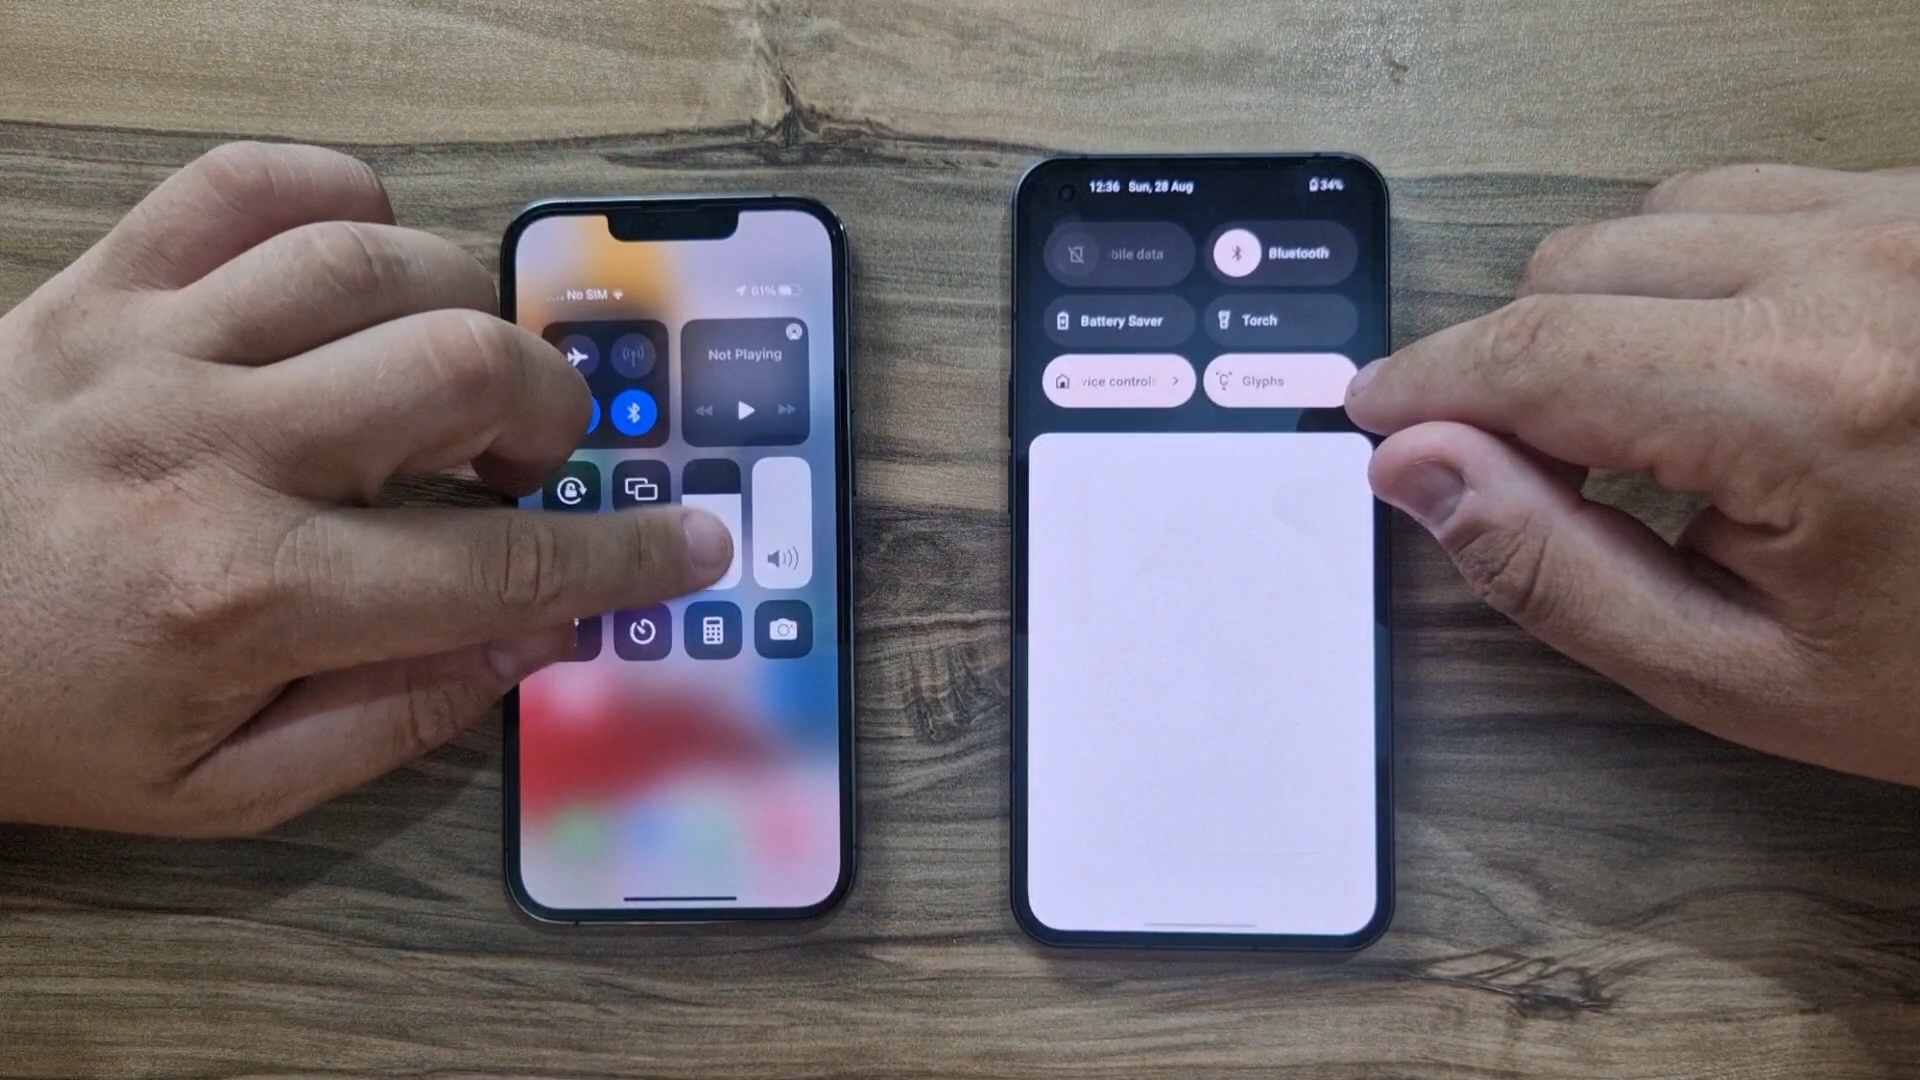 No SIM
61%
Not Playing
12:36 Sun, 28 Aug
34%
bile data
Bluetooth
Battery Saver
Torch
vice controls
Glyphs